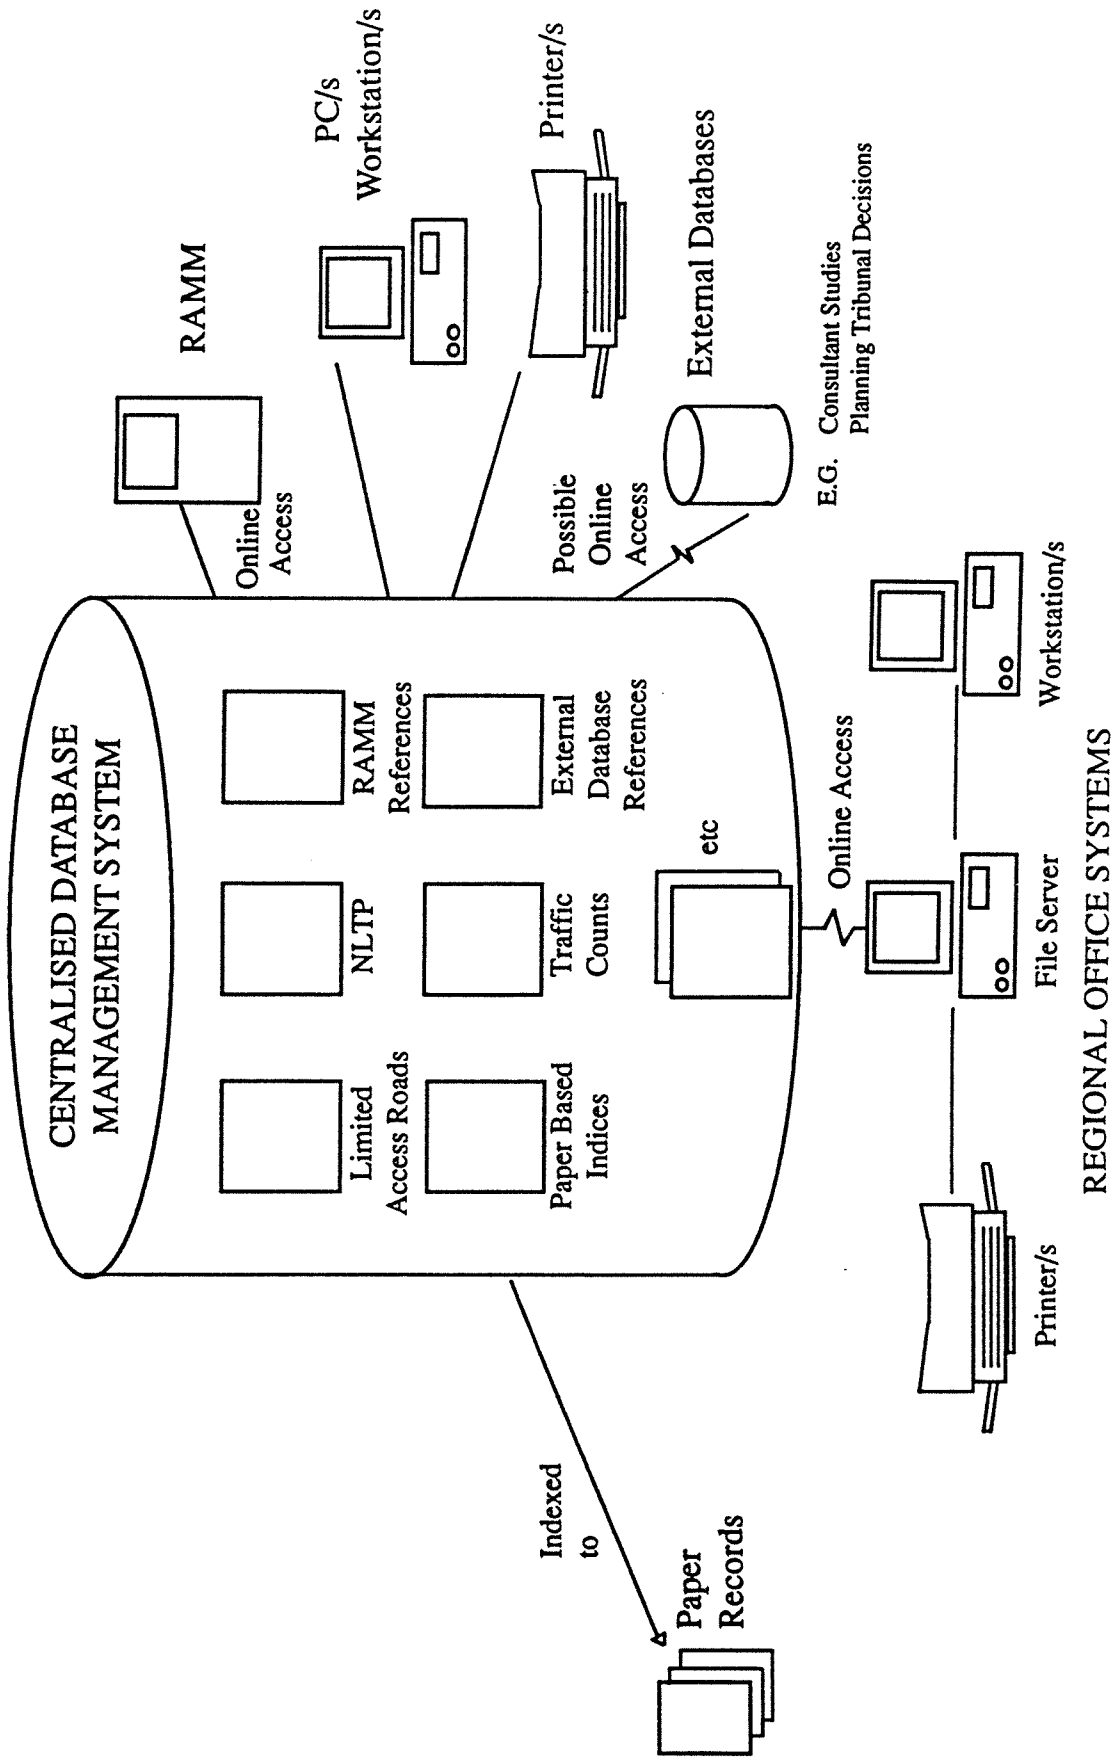 CENTRALISED DATABASE
MANAGEMENT SYSTEM
Limited
Access Roads
NLTP
RAMM
References
Paper Based
Indices
Traffic
Counts
External
Database
References
etc
RAMM
Online
Access
PC/s
Workstation/s
Printer/s
Possible
Online
Access
External Databases
E.G. Consultant Studies
Planning Tribunal Decisions
Indexed
to
Paper
Records
Online Access
Printer/s
File Server
Workstation/s
REGIONAL OFFICE SYSTEMS